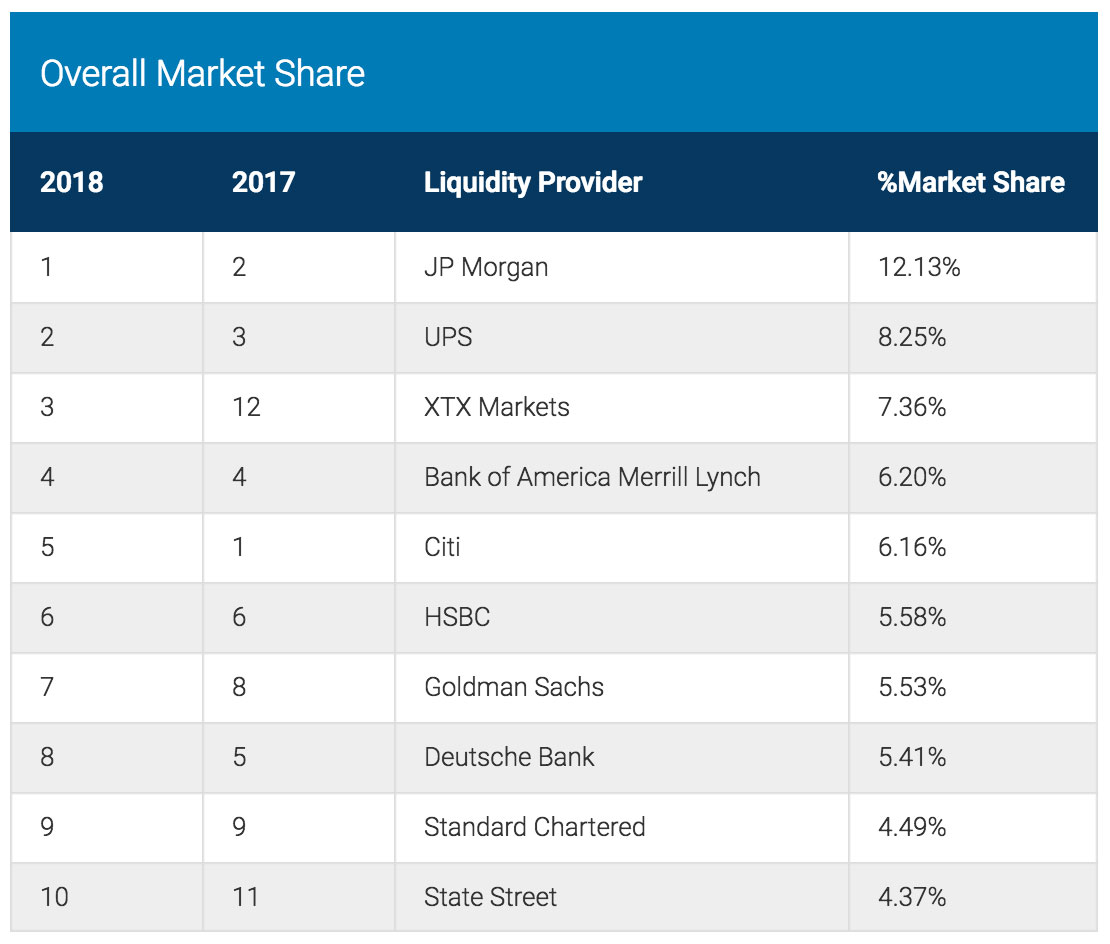 Overall Market Share
2018 2017 Liquidity Provider %Market Share
1 2 JP Morgan 12.13%
2 3 UPS 8.25%
3 12 XTX Markets 7.36%
4 4 Bank of America Merrill Lynch 6.20%
5 1 Citi 6.16%
6 6 HSBC 5.58%
7 8 Goldman Sachs 5.53%
8 5 Deutsche Bank 5.41%
9 9 Standard Chartered 4.49%
10 11 State Street 4.37%